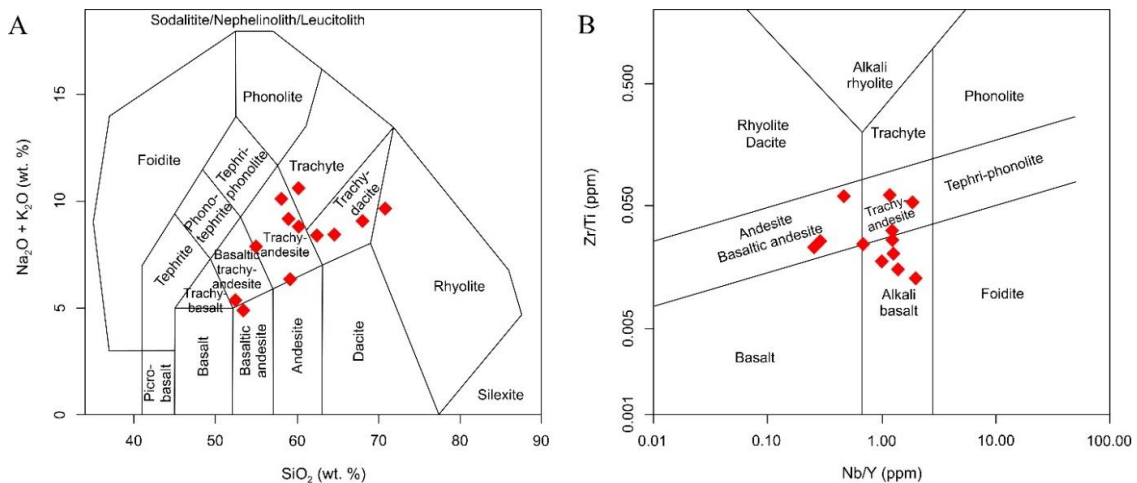 A
Sodalitite/Nephelinolith/Leucitolith
Na₂O + K₂O (wt. %)
15
10
5
0
Phonolite
Foidite
Tephri-
phonolite
Trachyte
Phono-
tephrite
Trachy-
dacite
Tephrite
Trachy-
andesite
Basaltic
trachy-
andesite
Trachy-
basalt
Rhyolite
Picro-
basalt
Basalt
Basaltic
andesite
Andesite
Dacite
Silexite
40
50
60
70
80
90
SiO₂ (wt. %)
B
Zr/Ti (ppm)
0.500
0.050
0.005
0.001
Alkali
rhyolite
Phonolite
Rhyolite
Dacite
Trachyte
Tephri-phonolite
Andesite
Basaltic andesite
Trachy-
andesite
Alkali
basalt
Foidite
Basalt
0.01
0.10
1.00
10.00
100.00
Nb/Y (ppm)